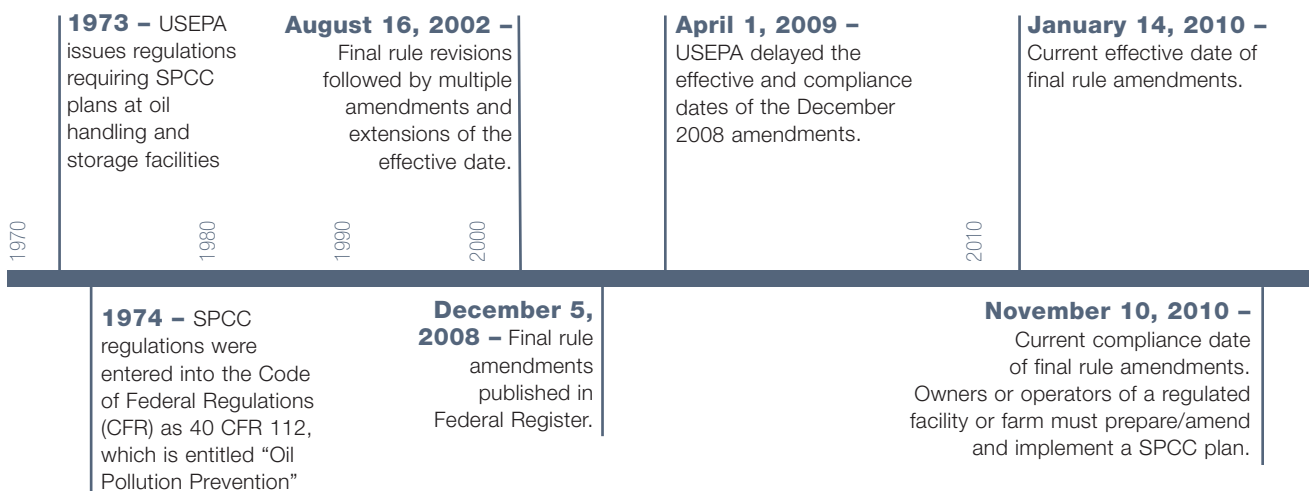 1973 – USEPA
issues regulations
requiring SPCC
plans at oil
handling and
storage facilities
August 16, 2002 –
Final rule revisions
followed by multiple
amendments and
extensions of the
effective date.
April 1, 2009 –
USEPA delayed the
effective and compliance
dates of the December
2008 amendments.
January 14, 2010 –
Current effective date of
final rule amendments.
1970
1980
1990
2000
2010
1974 – SPCC
regulations were
entered into the Code
of Federal Regulations
(CFR) as 40 CFR 112,
which is entitled “Oil
Pollution Prevention”
December 5,
2008 – Final rule
amendments
published in
Federal Register.
November 10, 2010 –
Current compliance date
of final rule amendments.
Owners or operators of a regulated
facility or farm must prepare/amend
and implement a SPCC plan.